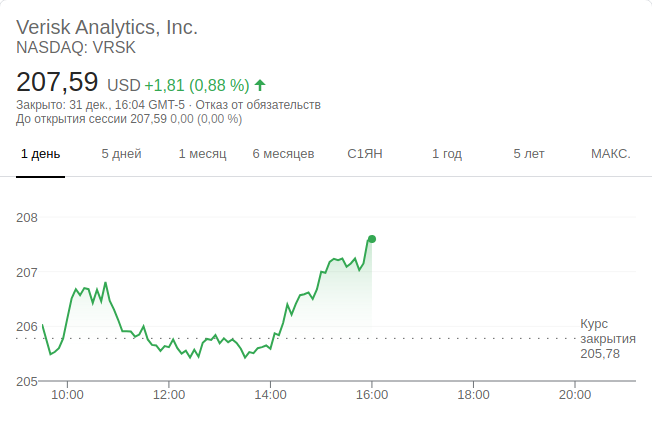 Verisk Analytics, Inc.
NASDAQ: VRSK
207,59 USD +1,81 (0,88 %)
Закрыто: 31 дек., 16:04 GMT-5 · Отказ от обязательств
До открытия сессии 207,59 0,00 (0,00 %)
1 день 5 дней 1 месяц 6 месяцев С1ЯН 1 год 5 лет МАКС.
208
207
206
205
Курс
закрытия
205,78
10:00 12:00 14:00 16:00 18:00 20:00